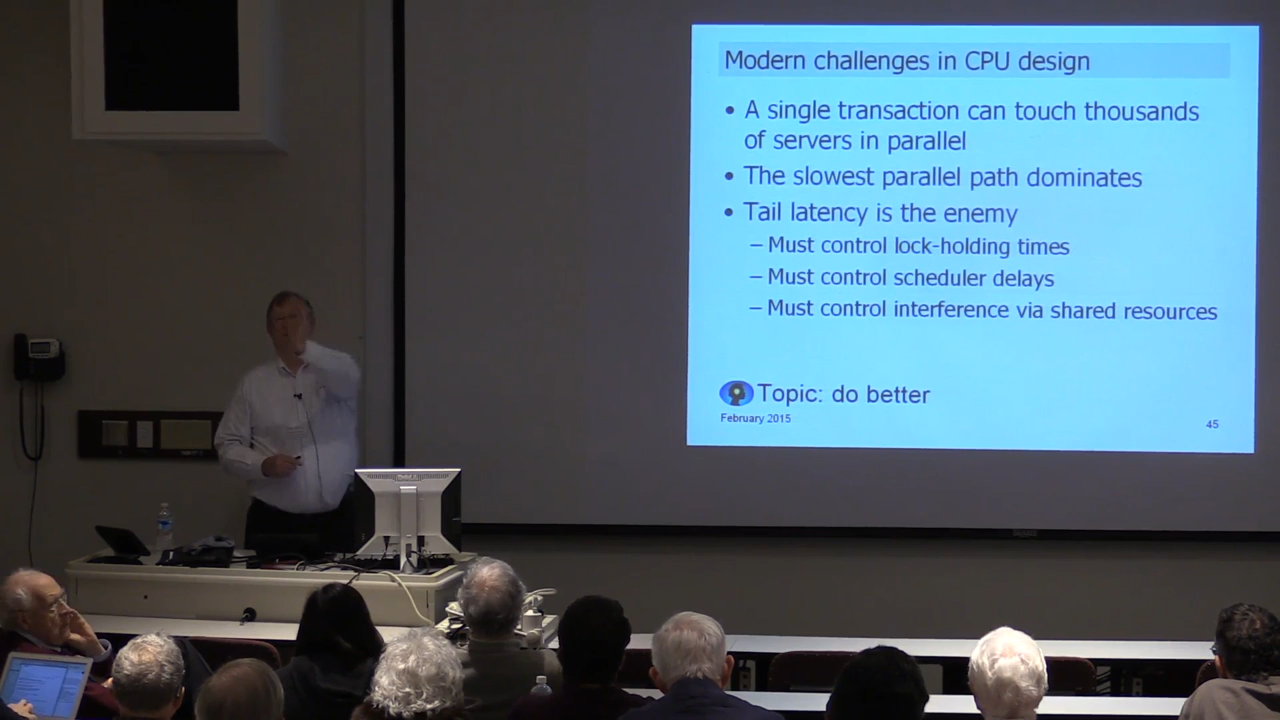 Modern challenges in CPU design
• A single transaction can touch thousands
of servers in parallel
• The slowest parallel path dominates
• Tail latency is the enemy
– Must control lock-holding times
– Must control scheduler delays
– Must control interference via shared resources
Topic: do better
February 2015
45